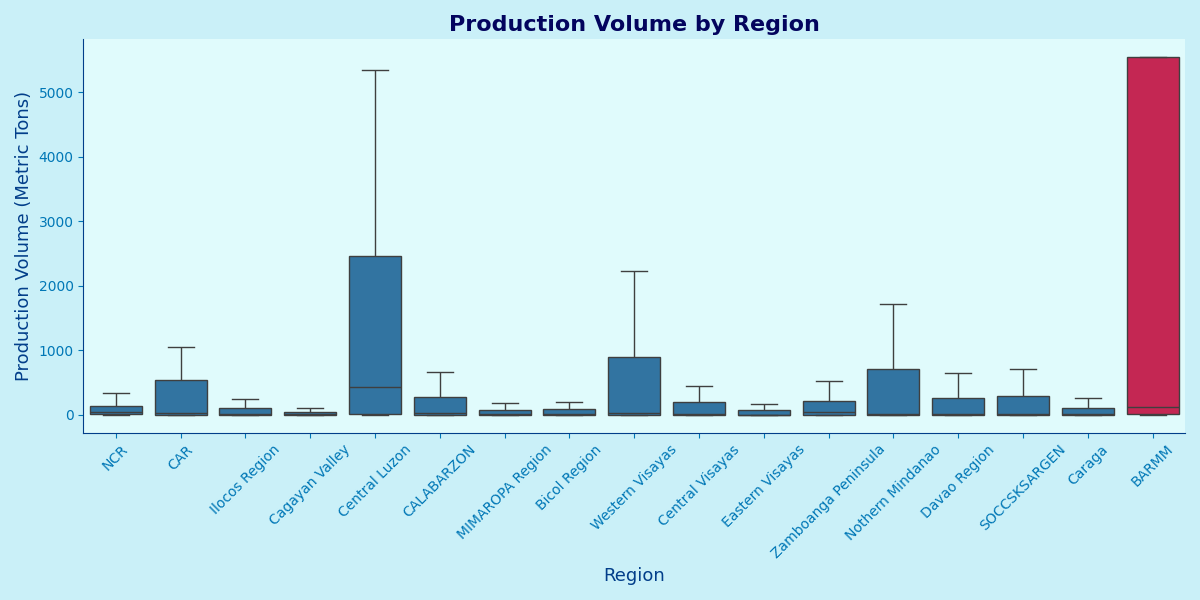 Production Volume by Region
Production Volume (Metric Tons)
5000
4000
3000
2000
1000
0
NCR
CAR
Ilocos Region
Cagayan Valley
Central Luzon
CALABARZON
MIMAROPA Region
Bicol Region
Western Visayas
Central Visayas
Eastern Visayas
Zamboanga Peninsula
Nothern Mindanao
Davao Region
SOCCSKSARGEN
Caraga
BARMM
Region